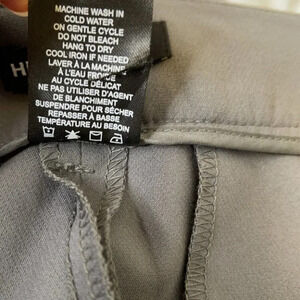 MACHINE WASH IN
COLD WATER
ON GENTLE CYCLE
DO NOT BLEACH
HANG TO DRY
COOL IRON IF NEEDED
LAVER À LA MACHINE
À L'EAU FROIDE
AU CYCLE DÉLICAT
NE PAS UTILISER D'AGENT
DE BLANCHIMENT
SUSPENDRE POUR SÉCHER
REPASSER À BASSE
TEMPÉRATURE AU BESOIN